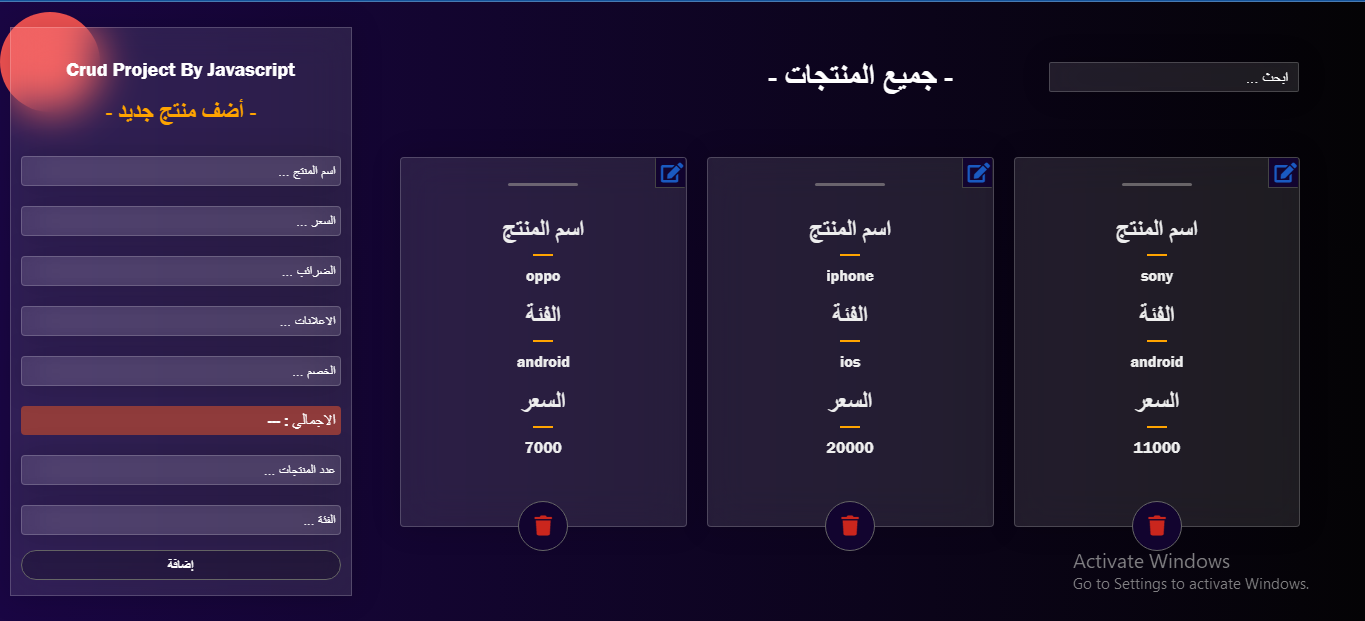 Crud Project By Javascript
- أضف منتج جديد -
اسم المنتج ...
السعر ...
الضرائب ...
الاعلانات ...
الخصم ...
الاجمالي : —
عدد المنتجات ...
الفئة ...
إضافة
- جميع المنتجات -
ابحث ...
اسم المنتج
oppo
الفئة
android
السعر
7000
اسم المنتج
iphone
الفئة
ios
السعر
20000
اسم المنتج
sony
الفئة
android
السعر
11000
Activate Windows
Go to Settings to activate Windows.